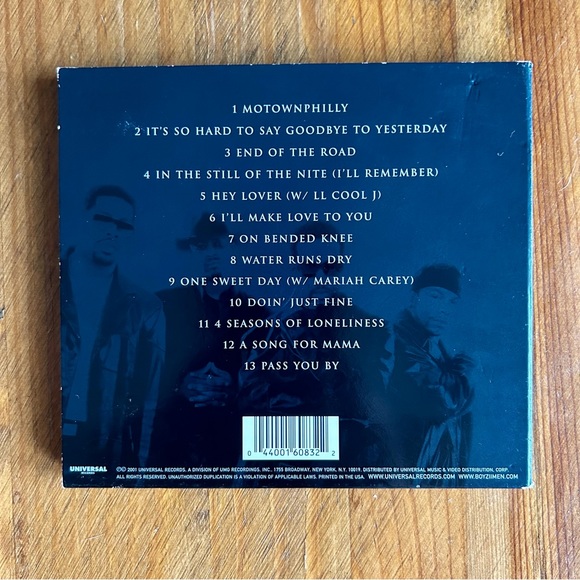 1 MOTOWNPHILLY
2 IT'S SO HARD TO SAY GOODBYE TO YESTERDAY
3 END OF THE ROAD
4 IN THE STILL OF THE NITE (I'LL REMEMBER)
5 HEY LOVER (W/ LL COOL J)
6 I'LL MAKE LOVE TO YOU
7 ON BENDED KNEE
8 WATER RUNS DRY
9 ONE SWEET DAY (W/ MARIAH CAREY)
10 DOIN' JUST FINE
11 4 SEASONS OF LONELINESS
12 A SONG FOR MAMA
13 PASS YOU BY
0 44001 60832 2
UNIVERSAL
RECORDS
℗© 2001 UNIVERSAL RECORDS, A DIVISION OF UMG RECORDINGS, INC., 1755 BROADWAY, NEW YORK, N.Y. 10019. DISTRIBUTED BY UNIVERSAL MUSIC & VIDEO DISTRIBUTION, CORP.
ALL RIGHTS RESERVED. UNAUTHORIZED DUPLICATION IS A VIOLATION OF APPLICABLE LAWS. PRINTED IN THE USA. WWW.UNIVERSALRECORDS.COM WWW.BOYZIIMEN.COM